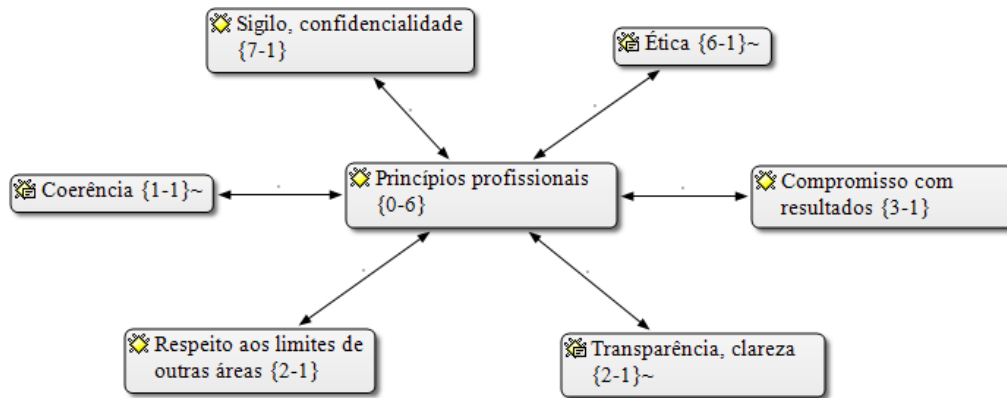 Sigilo, confidencialidade
{7-1}
Ética {6-1}~
Coerência {1-1}~
Princípios profissionais
{0-6}
Compromisso com
resultados {3-1}
Respeito aos limites de
outras áreas {2-1}
Transparência, clareza
{2-1}~